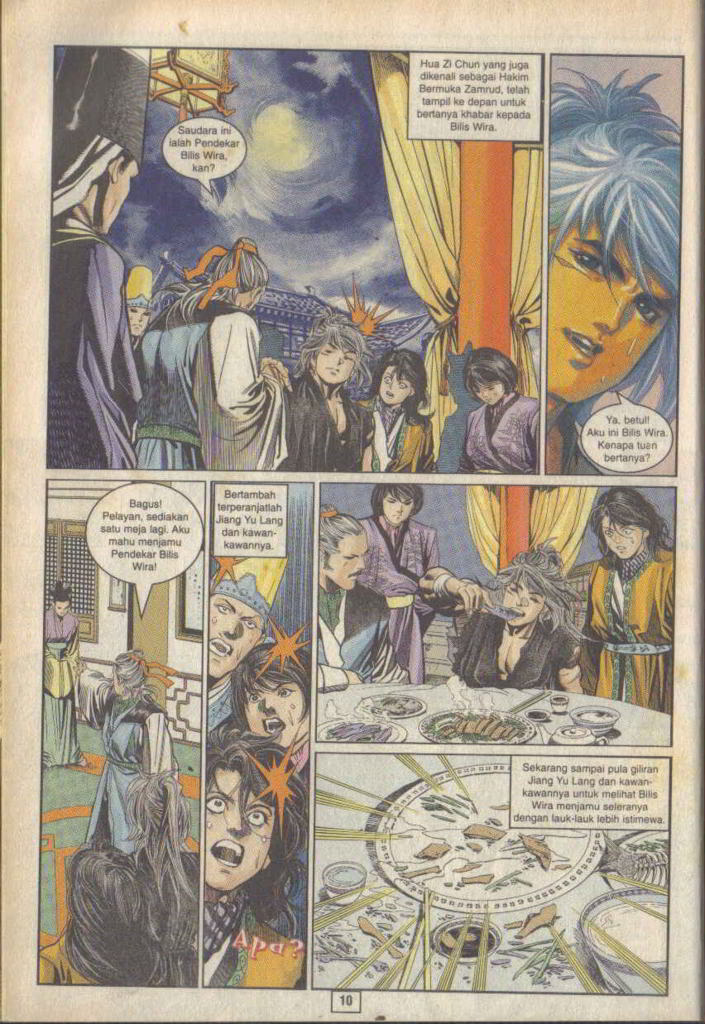 Saudara ini
ialah Pendekar
Bilis Wira,
kan?
Hua Zi Chun yang juga
dikenali sebagai Hakim
Bermuka Zamrud, telah
tampil ke depan untuk
bertanya khabar kepada
Bilis Wira.
Ya, betul!
Aku ini Bilis Wira.
Kenapa tuan
bertanya?
Bagus!
Pelayan, sediakan
satu meja lagi. Aku
mahu menjamu
Pendekar Bilis
Wira!
Bertambah
terperanjatlah
Jiang Yu Lang
dan kawan-
kawannya.
Apa?
Sekarang sampai pula giliran
Jiang Yu Lang dan kawan-
kawannya untuk melihat Bilis
Wira menjamu seleranya
dengan lauk-lauk lebih istimewa.
10